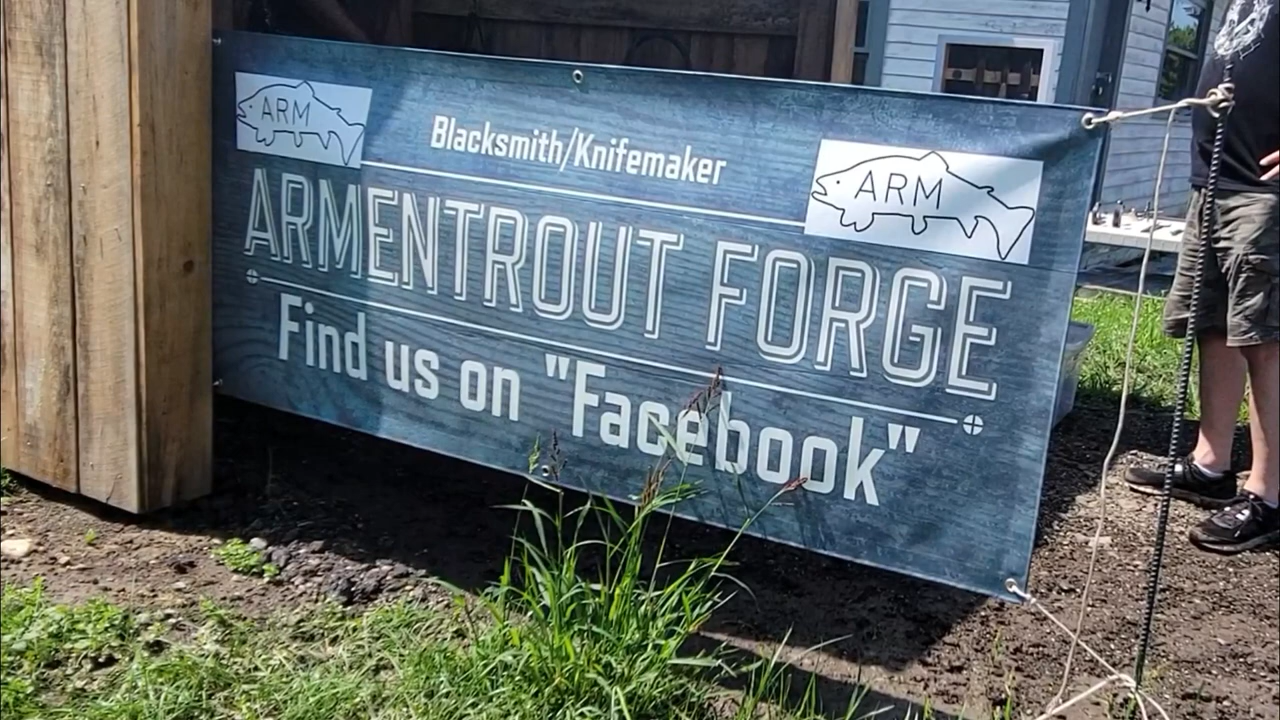 ARM
Blacksmith/Knifemaker
ARM
ARMENTROUT FORGE
Find us on "Facebook"